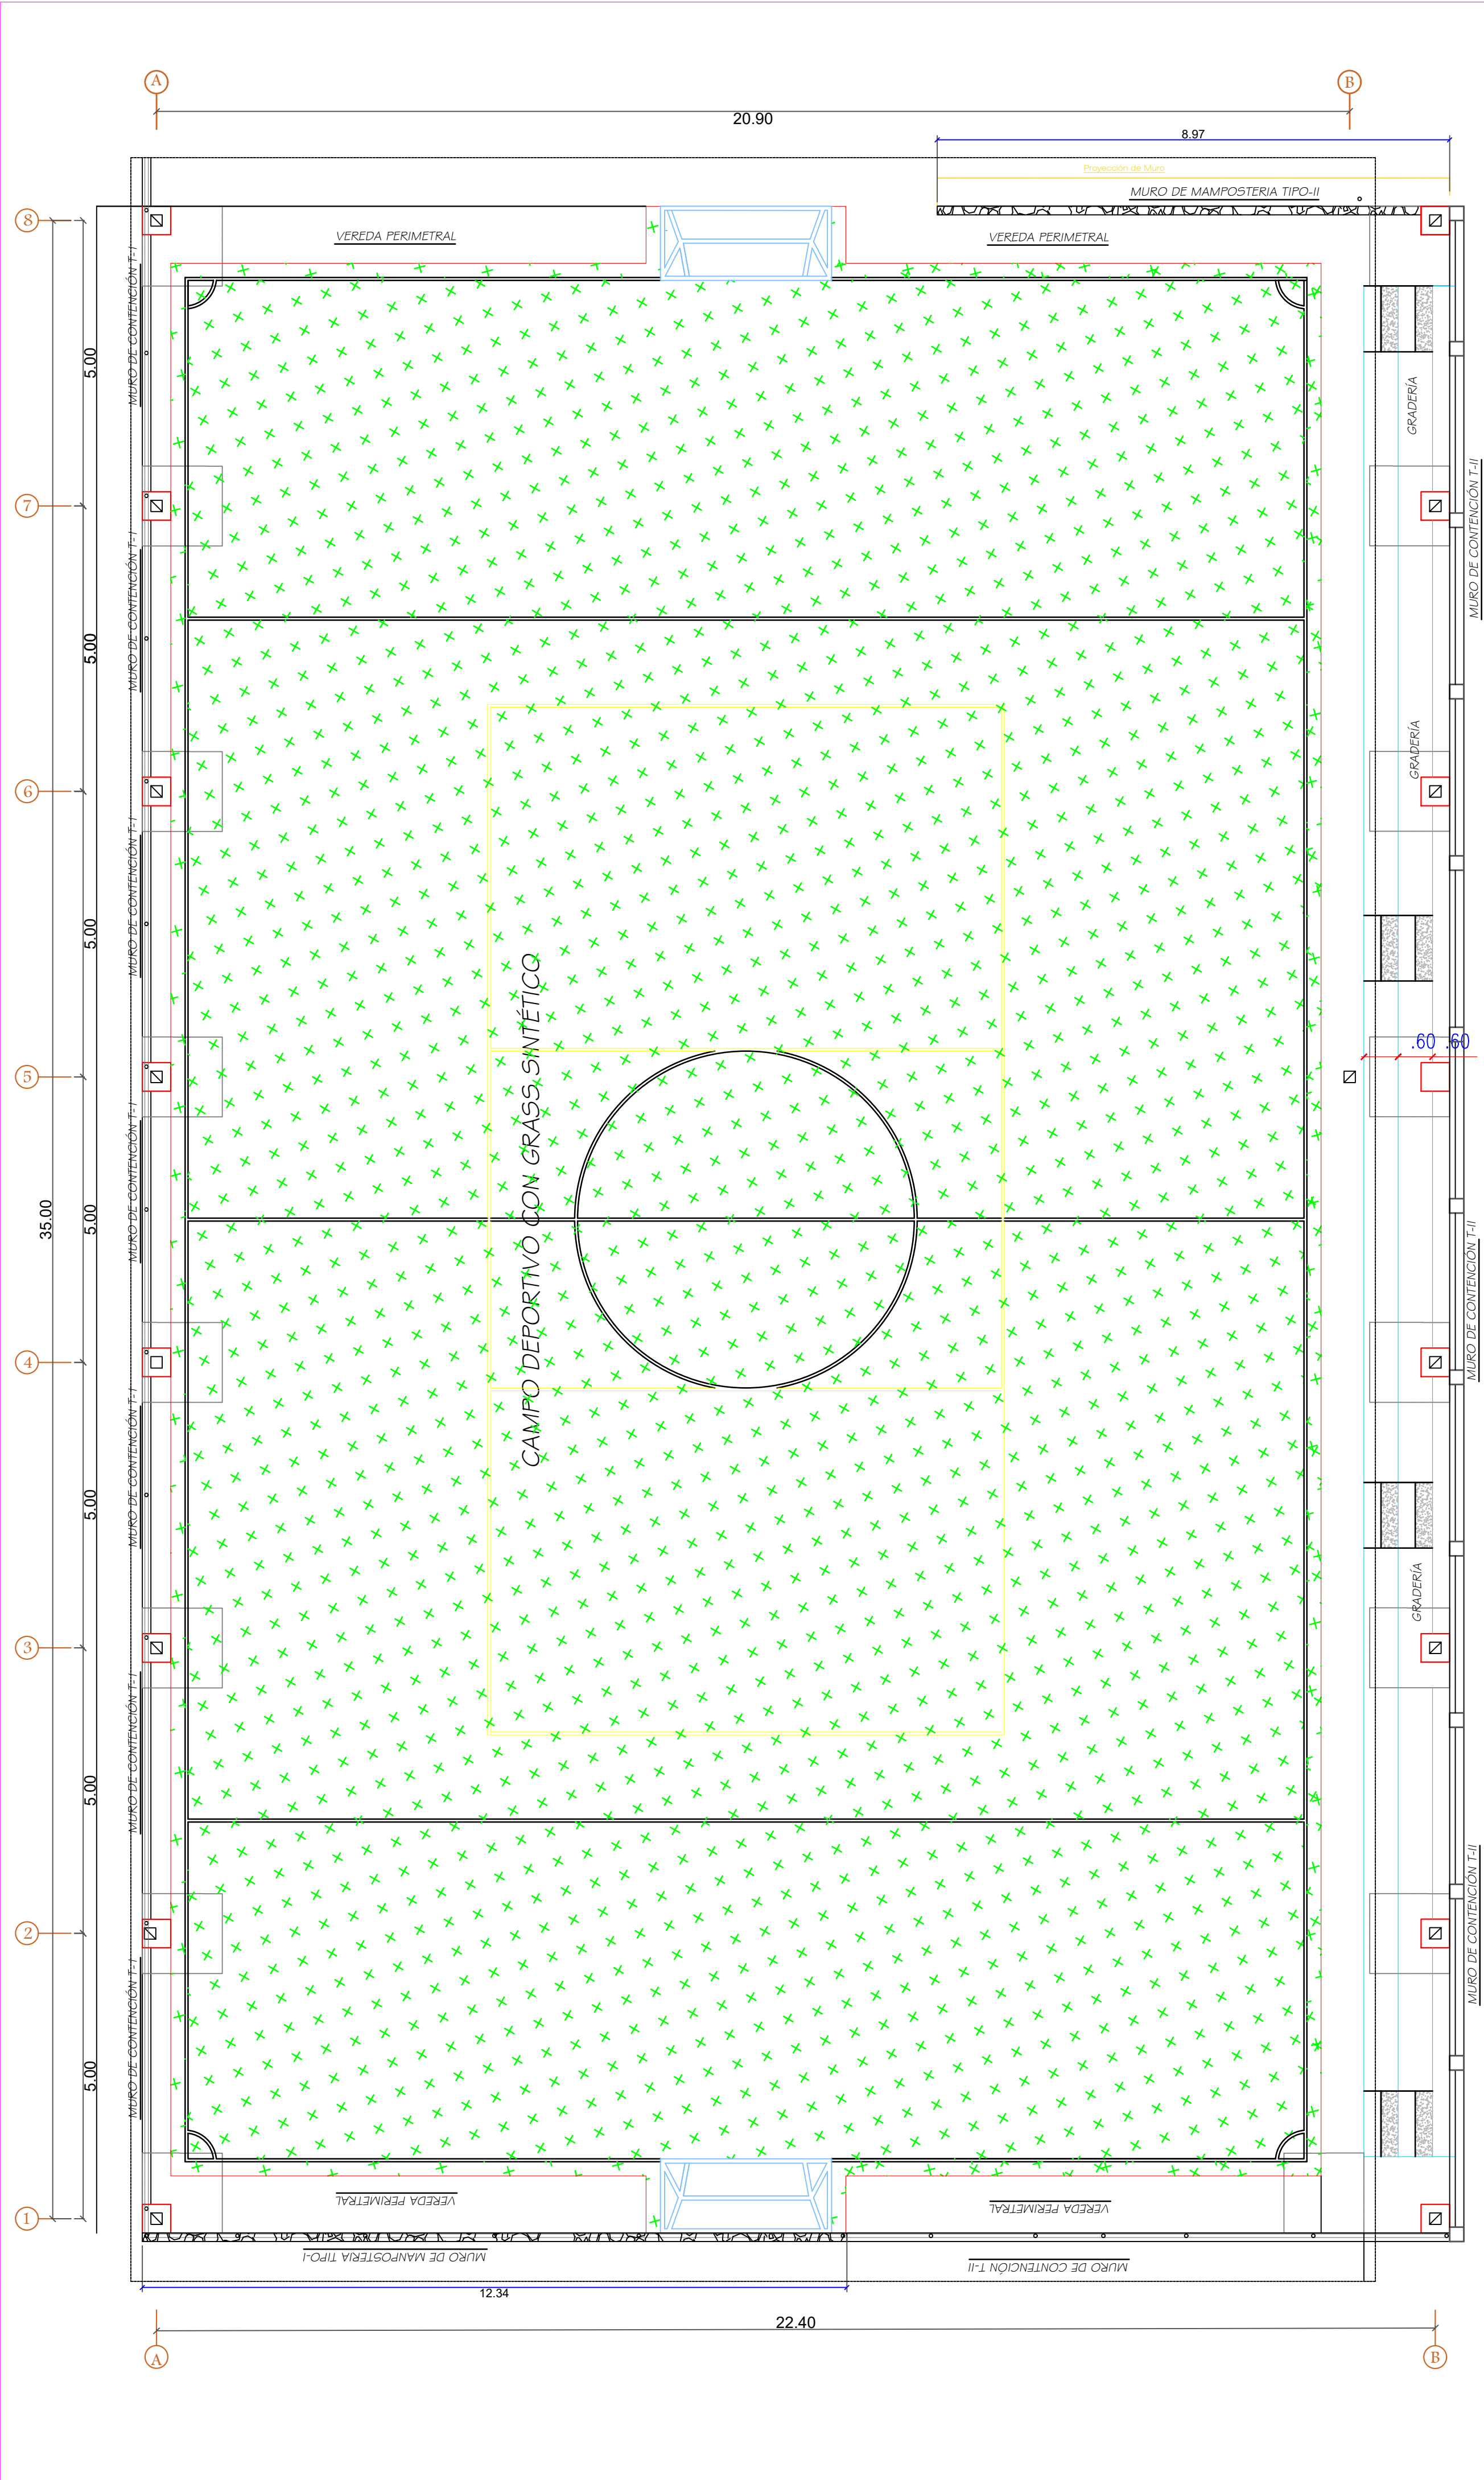 A
B
20.90
8.97
Proyección de Muro
MURO DE MAMPOSTERIA TIPO-II
8
VEREDA PERIMETRAL
VEREDA PERIMETRAL
MURO DE CONTENCIÓN T-I
5.00
GRADERÍA
7
MURO DE CONTENCIÓN T-II
MURO DE CONTENCIÓN T-I
5.00
GRADERÍA
6
MURO DE CONTENCIÓN T-I
5.00
.60 .60
5
CAMPO DEPORTIVO CON GRASS SINTÉTICO
MURO DE CONTENCIÓN T-I
35.00
5.00
MURO DE CONTENCIÓN T-II
4
MURO DE CONTENCIÓN T-I
5.00
GRADERÍA
3
MURO DE CONTENCIÓN T-I
5.00
2
MURO DE CONTENCIÓN T-II
MURO DE CONTENCIÓN T-I
5.00
VEREDA PERIMETRAL
VEREDA PERIMETRAL
1
MURO DE MANPOSTERIA TIPO-I
MURO DE CONTENCIÓN T-II
12.34
22.40
A
B